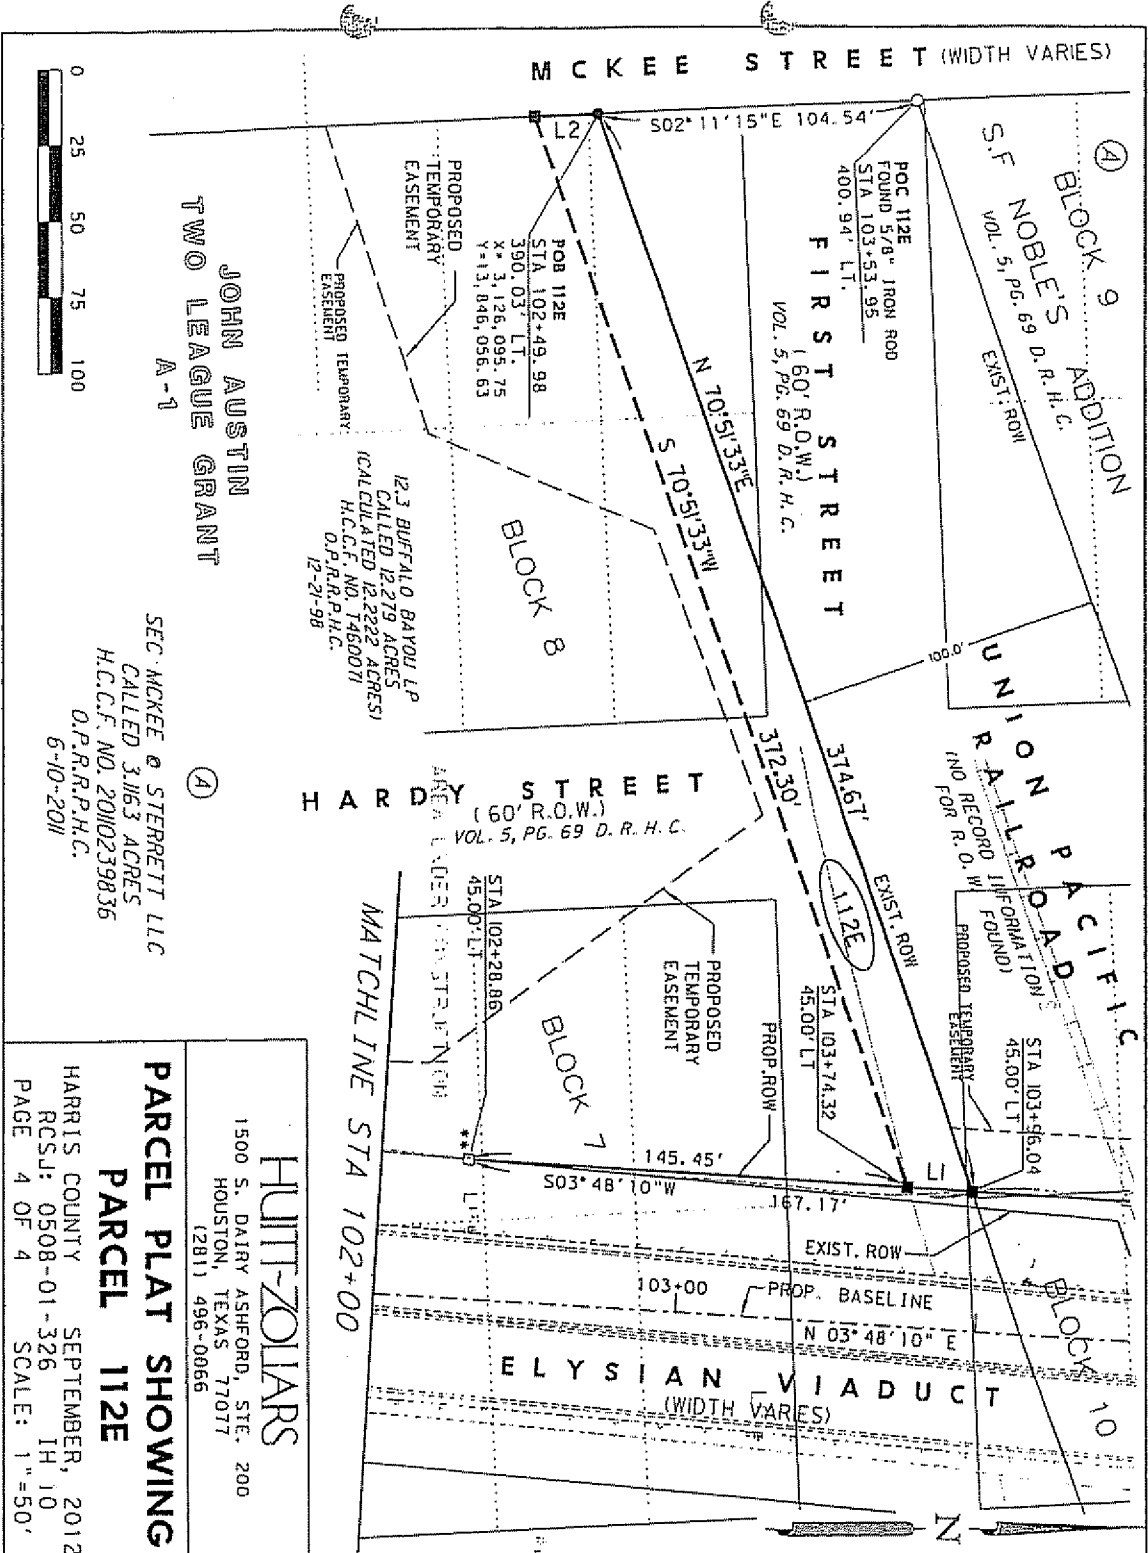 MCKEE STREET (WIDTH VARIES)
S02°11'15"E 104.54'
L2
POC 112E
FOUND 5/8" IRON ROD
STA 103+53.95
400.94' LT.
POB 112E
STA 102+49.98
390.03' LT.
X= 3,126,095.75
Y=13,846,056.63
PROPOSED
TEMPORARY
EASEMENT
PROPOSED TEMPORARY
EASEMENT
A
BLOCK 9
S.F NOBLE'S ADDITION
VOL. 5, PG. 69 D.R.H.C.
EXIST. ROW
FIRST STREET
(60' R.O.W.)
VOL. 5, PG. 69 D.R.H.C.
N 70°51'33"E
S 70°51'33"W
374.67'
372.30'
100.0'
EXIST. ROW
112E
BLOCK 8
12.3 BUFFALO BAYOU LP
CALLED 12.279 ACRES
(CALCULATED 12.2222 ACRES)
H.C.C.F. NO. T460071
O.P.R.R.P.H.C.
12-21-98
JOHN AUSTIN
TWO LEAGUE GRANT
A-1
0 25 50 75 100
SEC MCKEE @ STERRETT LLC
CALLED 3.1163 ACRES
H.C.C.F. NO. 20110239836
O.P.R.R.P.H.C.
6-10-2011
A
UNION PACIFIC
RAILROAD
(NO RECORD INFORMATION
FOR R.O.W FOUND)
HARDY STREET
(60' R.O.W.)
VOL. 5, PG. 69 D.R.H.C.
STA 102+28.86
45.00' LT
PROPOSED
TEMPORARY
EASEMENT
PROP.ROW
STA 103+74.32
45.00' LT
PROPOSED TEMPORARY
EASEMENT
STA 103+96.04
45.00' LT
BLOCK 7
MATCHLINE STA 102+00
**
145.45'
S03°48'10"W
167.17'
L1
EXIST. ROW
BLOCK 10
103+00
PROP. BASELINE
N 03°48'10" E
ELYSIAN VIADUCT
(WIDTH VARIES)
N
HUITT-ZOLLARS
1500 S. DAIRY ASHFORD, STE. 200
HOUSTON, TEXAS 77077
(281) 496-0066
PARCEL PLAT SHOWING
PARCEL 112E
HARRIS COUNTY SEPTEMBER, 2012
RCSJ: 0508-01-326 IH 10
PAGE 4 OF 4 SCALE: 1"=50'